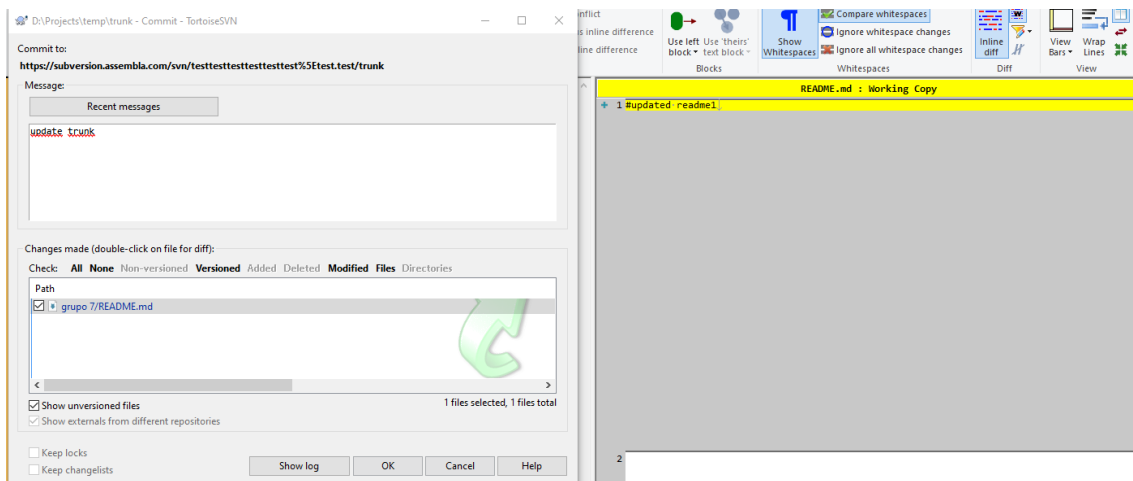 D:\Projects\temp\trunk - Commit - TortoiseSVN
Commit to:
https://subversion.assembla.com/svn/testtesttesttesttesttest%5Etest.test/trunk
Message:
Recent messages
update trunk
Changes made (double-click on file for diff):
Check: All None Non-versioned Versioned Added Deleted Modified Files Directories
Path
grupo 7/README.md
1 files selected, 1 files total
Show unversioned files
Show externals from different repositories
Keep locks
Keep changelists
Show log OK Cancel Help
nflict
s inline difference
line difference
Use left block
Use 'theirs' text block
Blocks
Show Whitespaces
Compare whitespaces
Ignore whitespace changes
Ignore all whitespace changes
Whitespaces
Inline diff
Diff
View Bars
Wrap Lines
View
README.md : Working Copy
1 #updated readme1
2